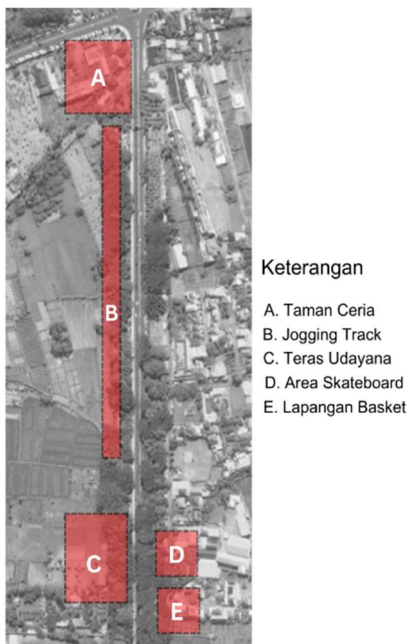 A
B
C
D
E
Keterangan
A. Taman Ceria
B. Jogging Track
C. Teras Udayana
D. Area Skateboard
E. Lapangan Basket